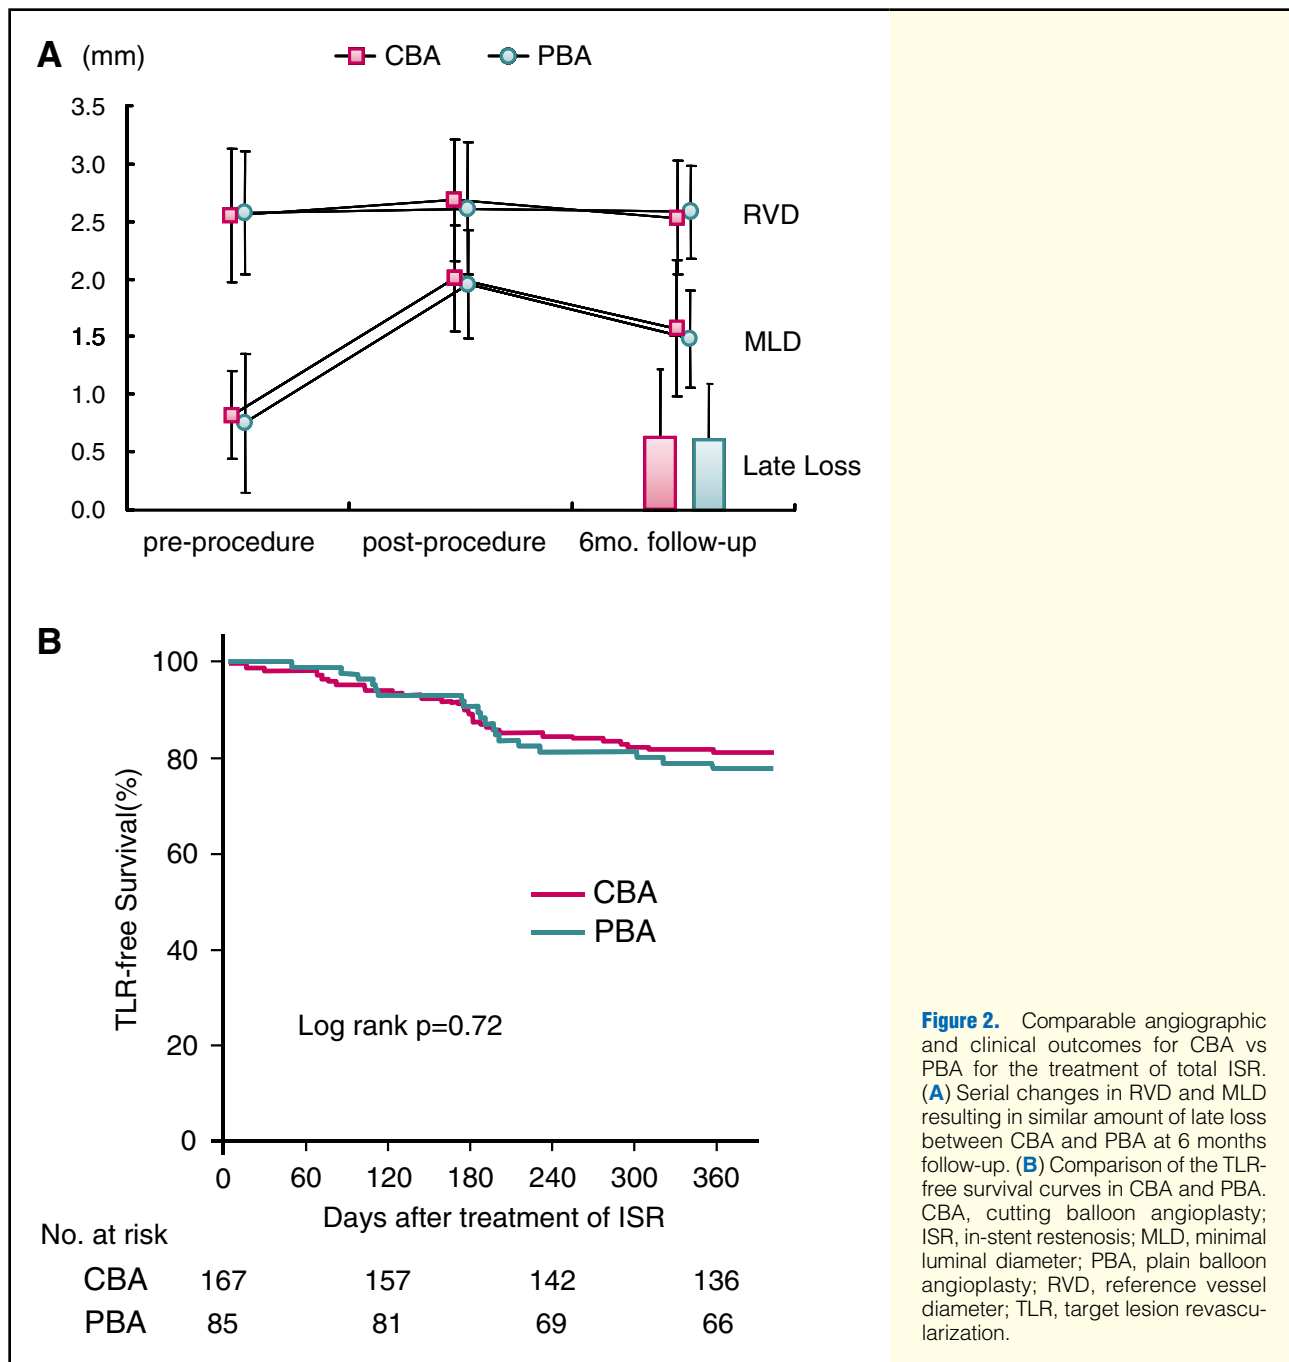 A (mm)
CBA PBA
3.5
3.0
2.5
2.0
1.5
1.0
0.5
0.0
RVD
MLD
Late Loss
pre-procedure post-procedure 6mo. follow-up
B
100
80
60
40
20
0
TLR-free Survival(%)
CBA
PBA
Log rank p=0.72
0 60 120 180 240 300 360
Days after treatment of ISR
No. at risk
CBA 167 157 142 136
PBA 85 81 69 66
Figure 2. Comparable angiographic
and clinical outcomes for CBA vs
PBA for the treatment of total ISR.
(A) Serial changes in RVD and MLD
resulting in similar amount of late loss
between CBA and PBA at 6 months
follow-up. (B) Comparison of the TLR-
free survival curves in CBA and PBA.
CBA, cutting balloon angioplasty;
ISR, in-stent restenosis; MLD, minimal
luminal diameter; PBA, plain balloon
angioplasty; RVD, reference vessel
diameter; TLR, target lesion revascu-
larization.